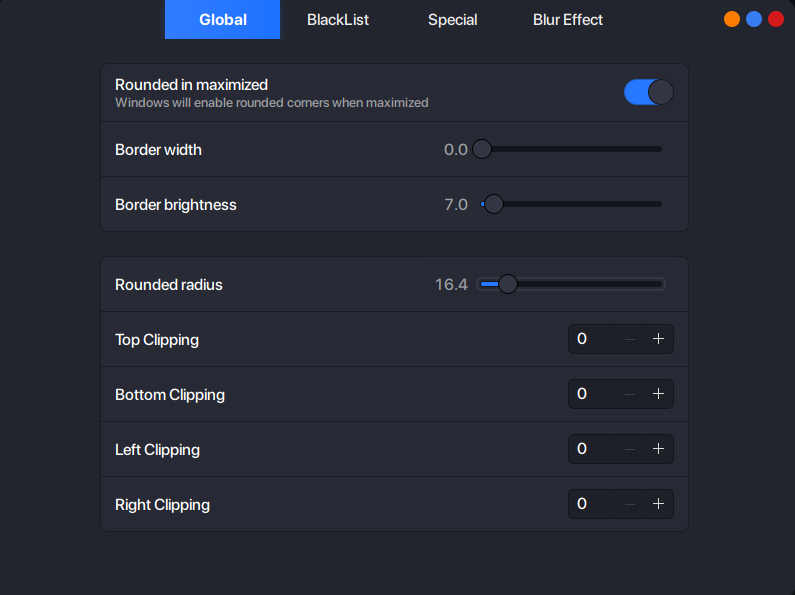 Global BlackList Special Blur Effect
Rounded in maximized
Windows will enable rounded corners when maximized
Border width 0.0
Border brightness 7.0
Rounded radius 16.4
Top Clipping 0 − +
Bottom Clipping 0 − +
Left Clipping 0 − +
Right Clipping 0 − +